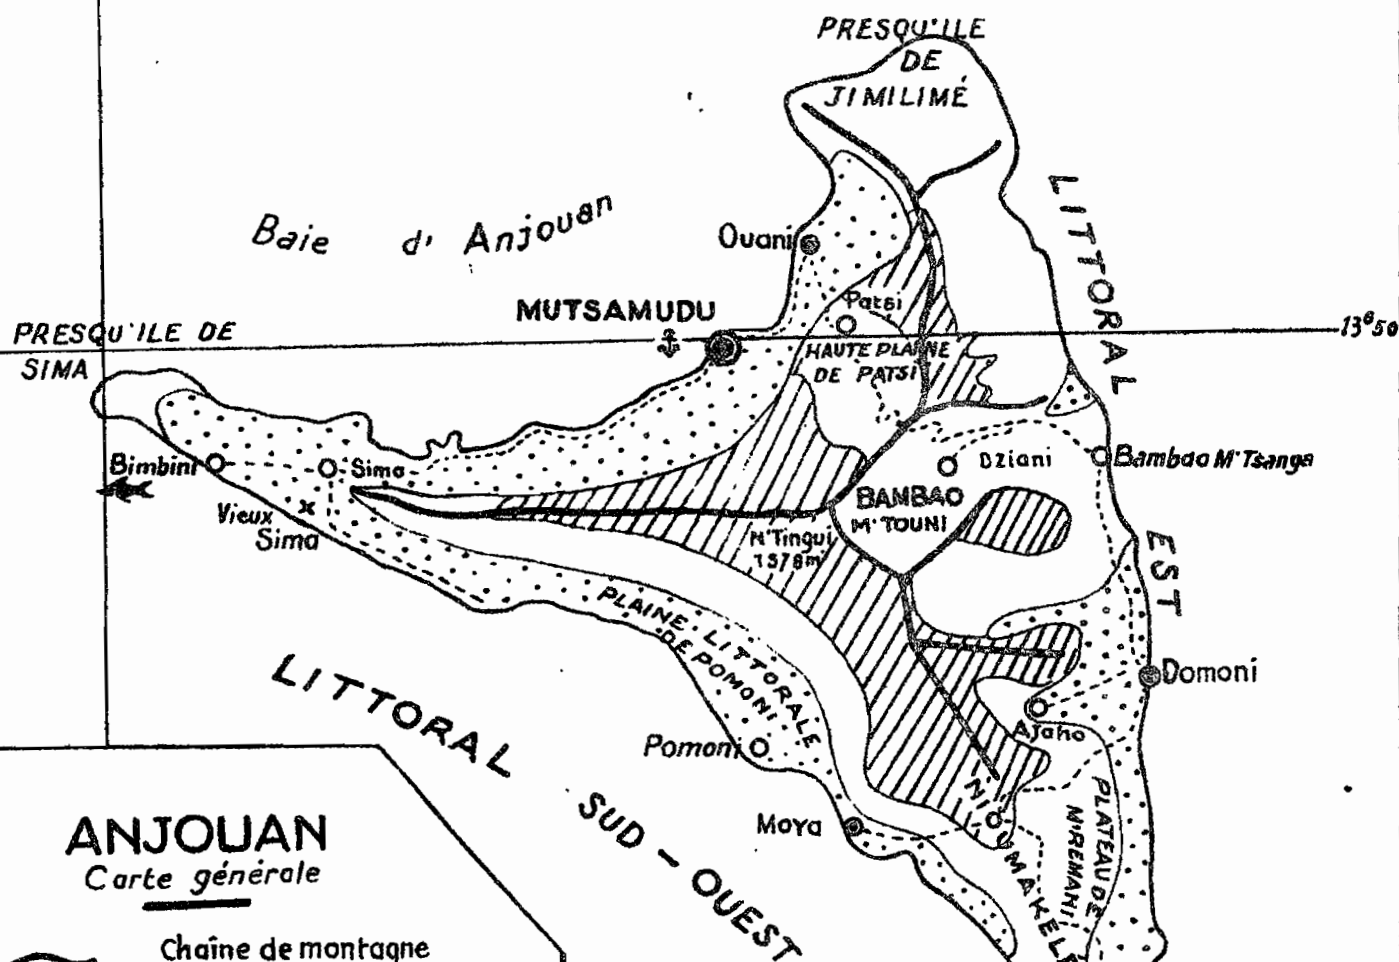 PRESQU'ILE
DE
JIMILIMÉ
LITTORAL
EST
Baie d' Anjouan
Ouani
MUTSAMUDU
Patsi
13°50
PRESQU'ILE DE
SIMA
HAUTE PLAINE
DE PATSI
Bimbini
Sima
Dziani
Bambao M'Tsanga
BAMBAO
M'TOUNI
Vieux
Sima
N'Tingui
1578m
PLAINE LITTORALE
DE POMONI
Domoni
Ajaho
LITTORAL SUD-OUEST
Pomoni
Moya
NIOUMAKELE
PLATEAU DE
M'REMANI
ANJOUAN
Carte générale
Chaîne de montagne